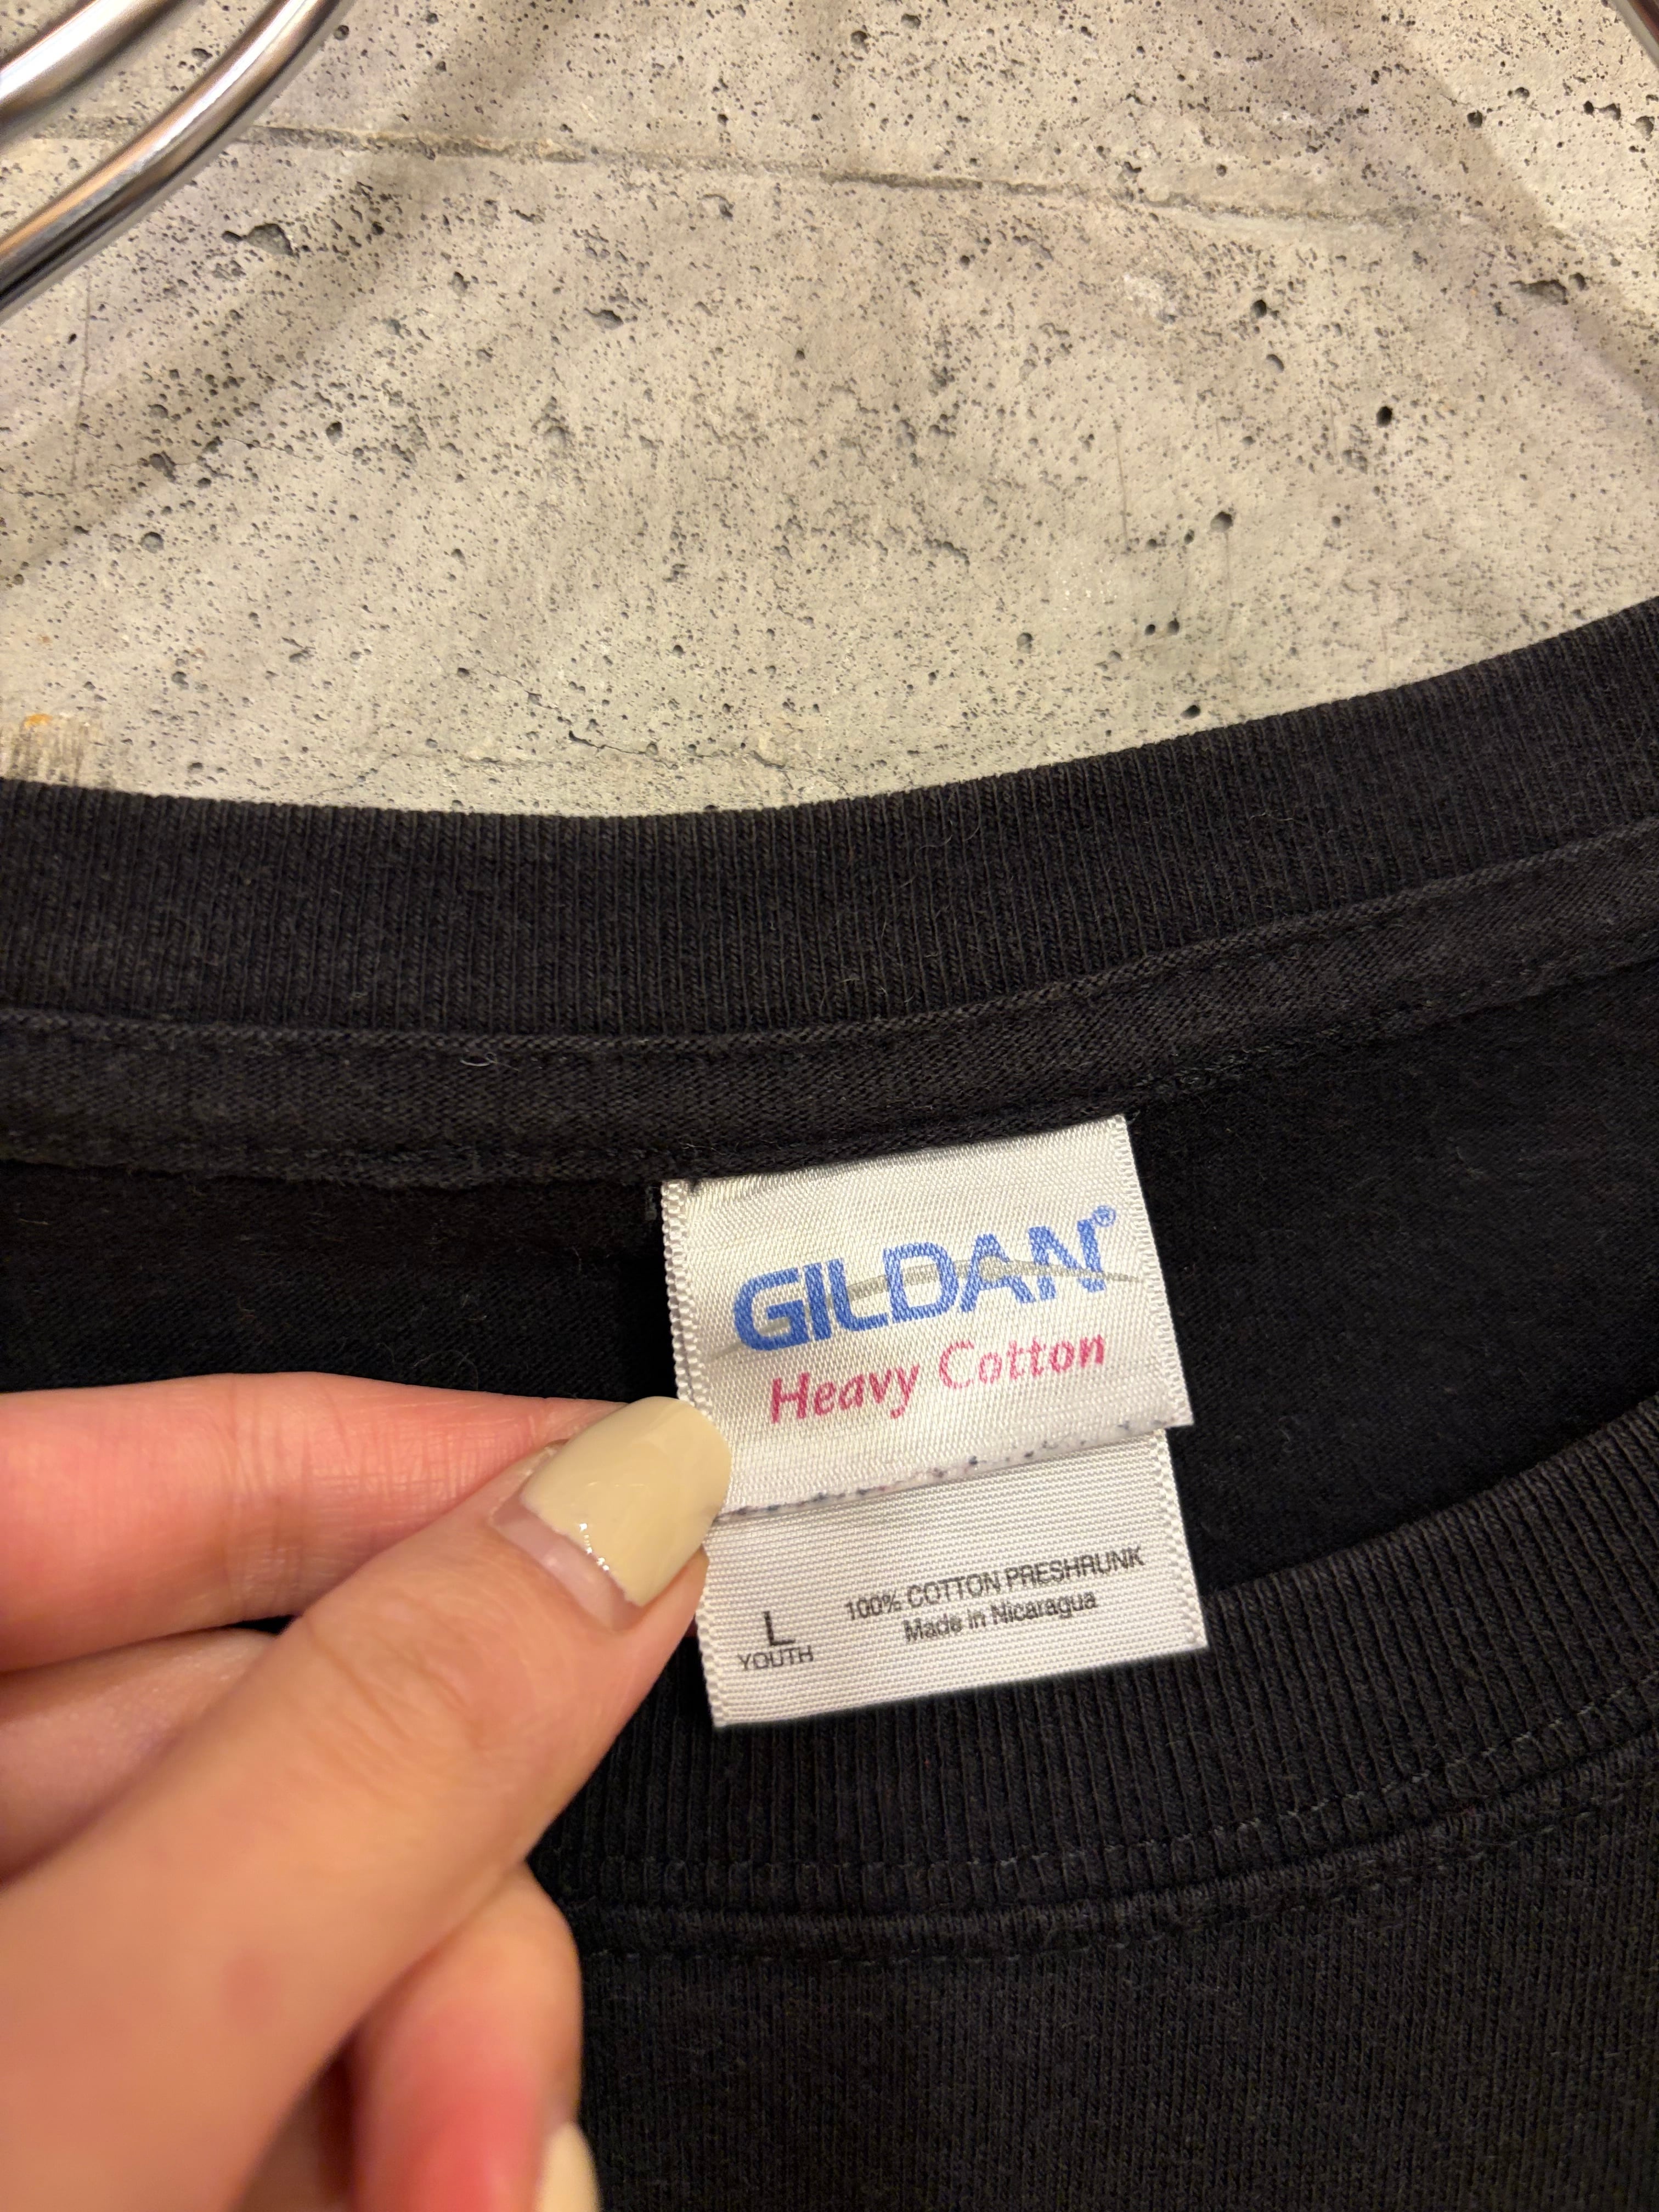 GILDAN®
Heavy Cotton
100% COTTON PRESHRUNK
Made in Nicaragua
L
YOUTH